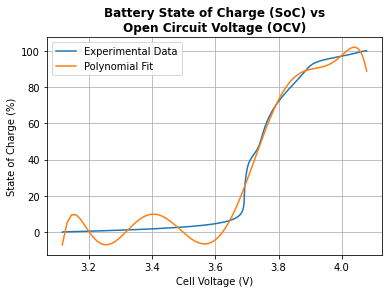 Battery State of Charge (SoC) vs
Open Circuit Voltage (OCV)
Experimental Data
Polynomial Fit
State of Charge (%)
100
80
60
40
20
0
3.2 3.4 3.6 3.8 4.0
Cell Voltage (V)